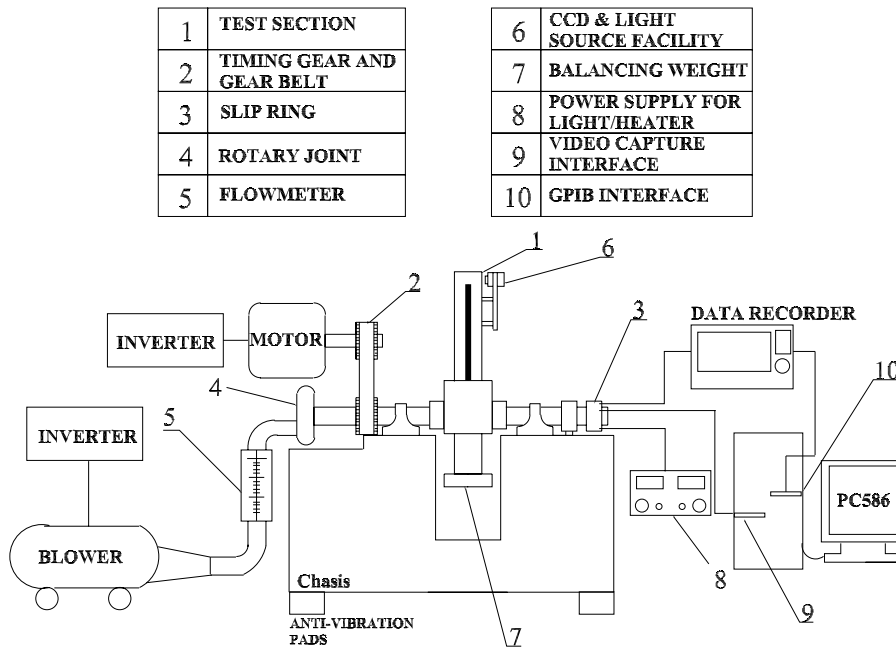 1 TEST SECTION
2 TIMING GEAR AND
GEAR BELT
3 SLIP RING
4 ROTARY JOINT
5 FLOWMETER
6 CCD & LIGHT
SOURCE FACILITY
7 BALANCING WEIGHT
8 POWER SUPPLY FOR
LIGHT/HEATER
9 VIDEO CAPTURE
INTERFACE
10 GPIB INTERFACE
1
6
2
3
DATA RECORDER
INVERTER
MOTOR
4
10
INVERTER
5
PC586
BLOWER
Chasis
8
9
ANTI-VIBRATION
PADS
7